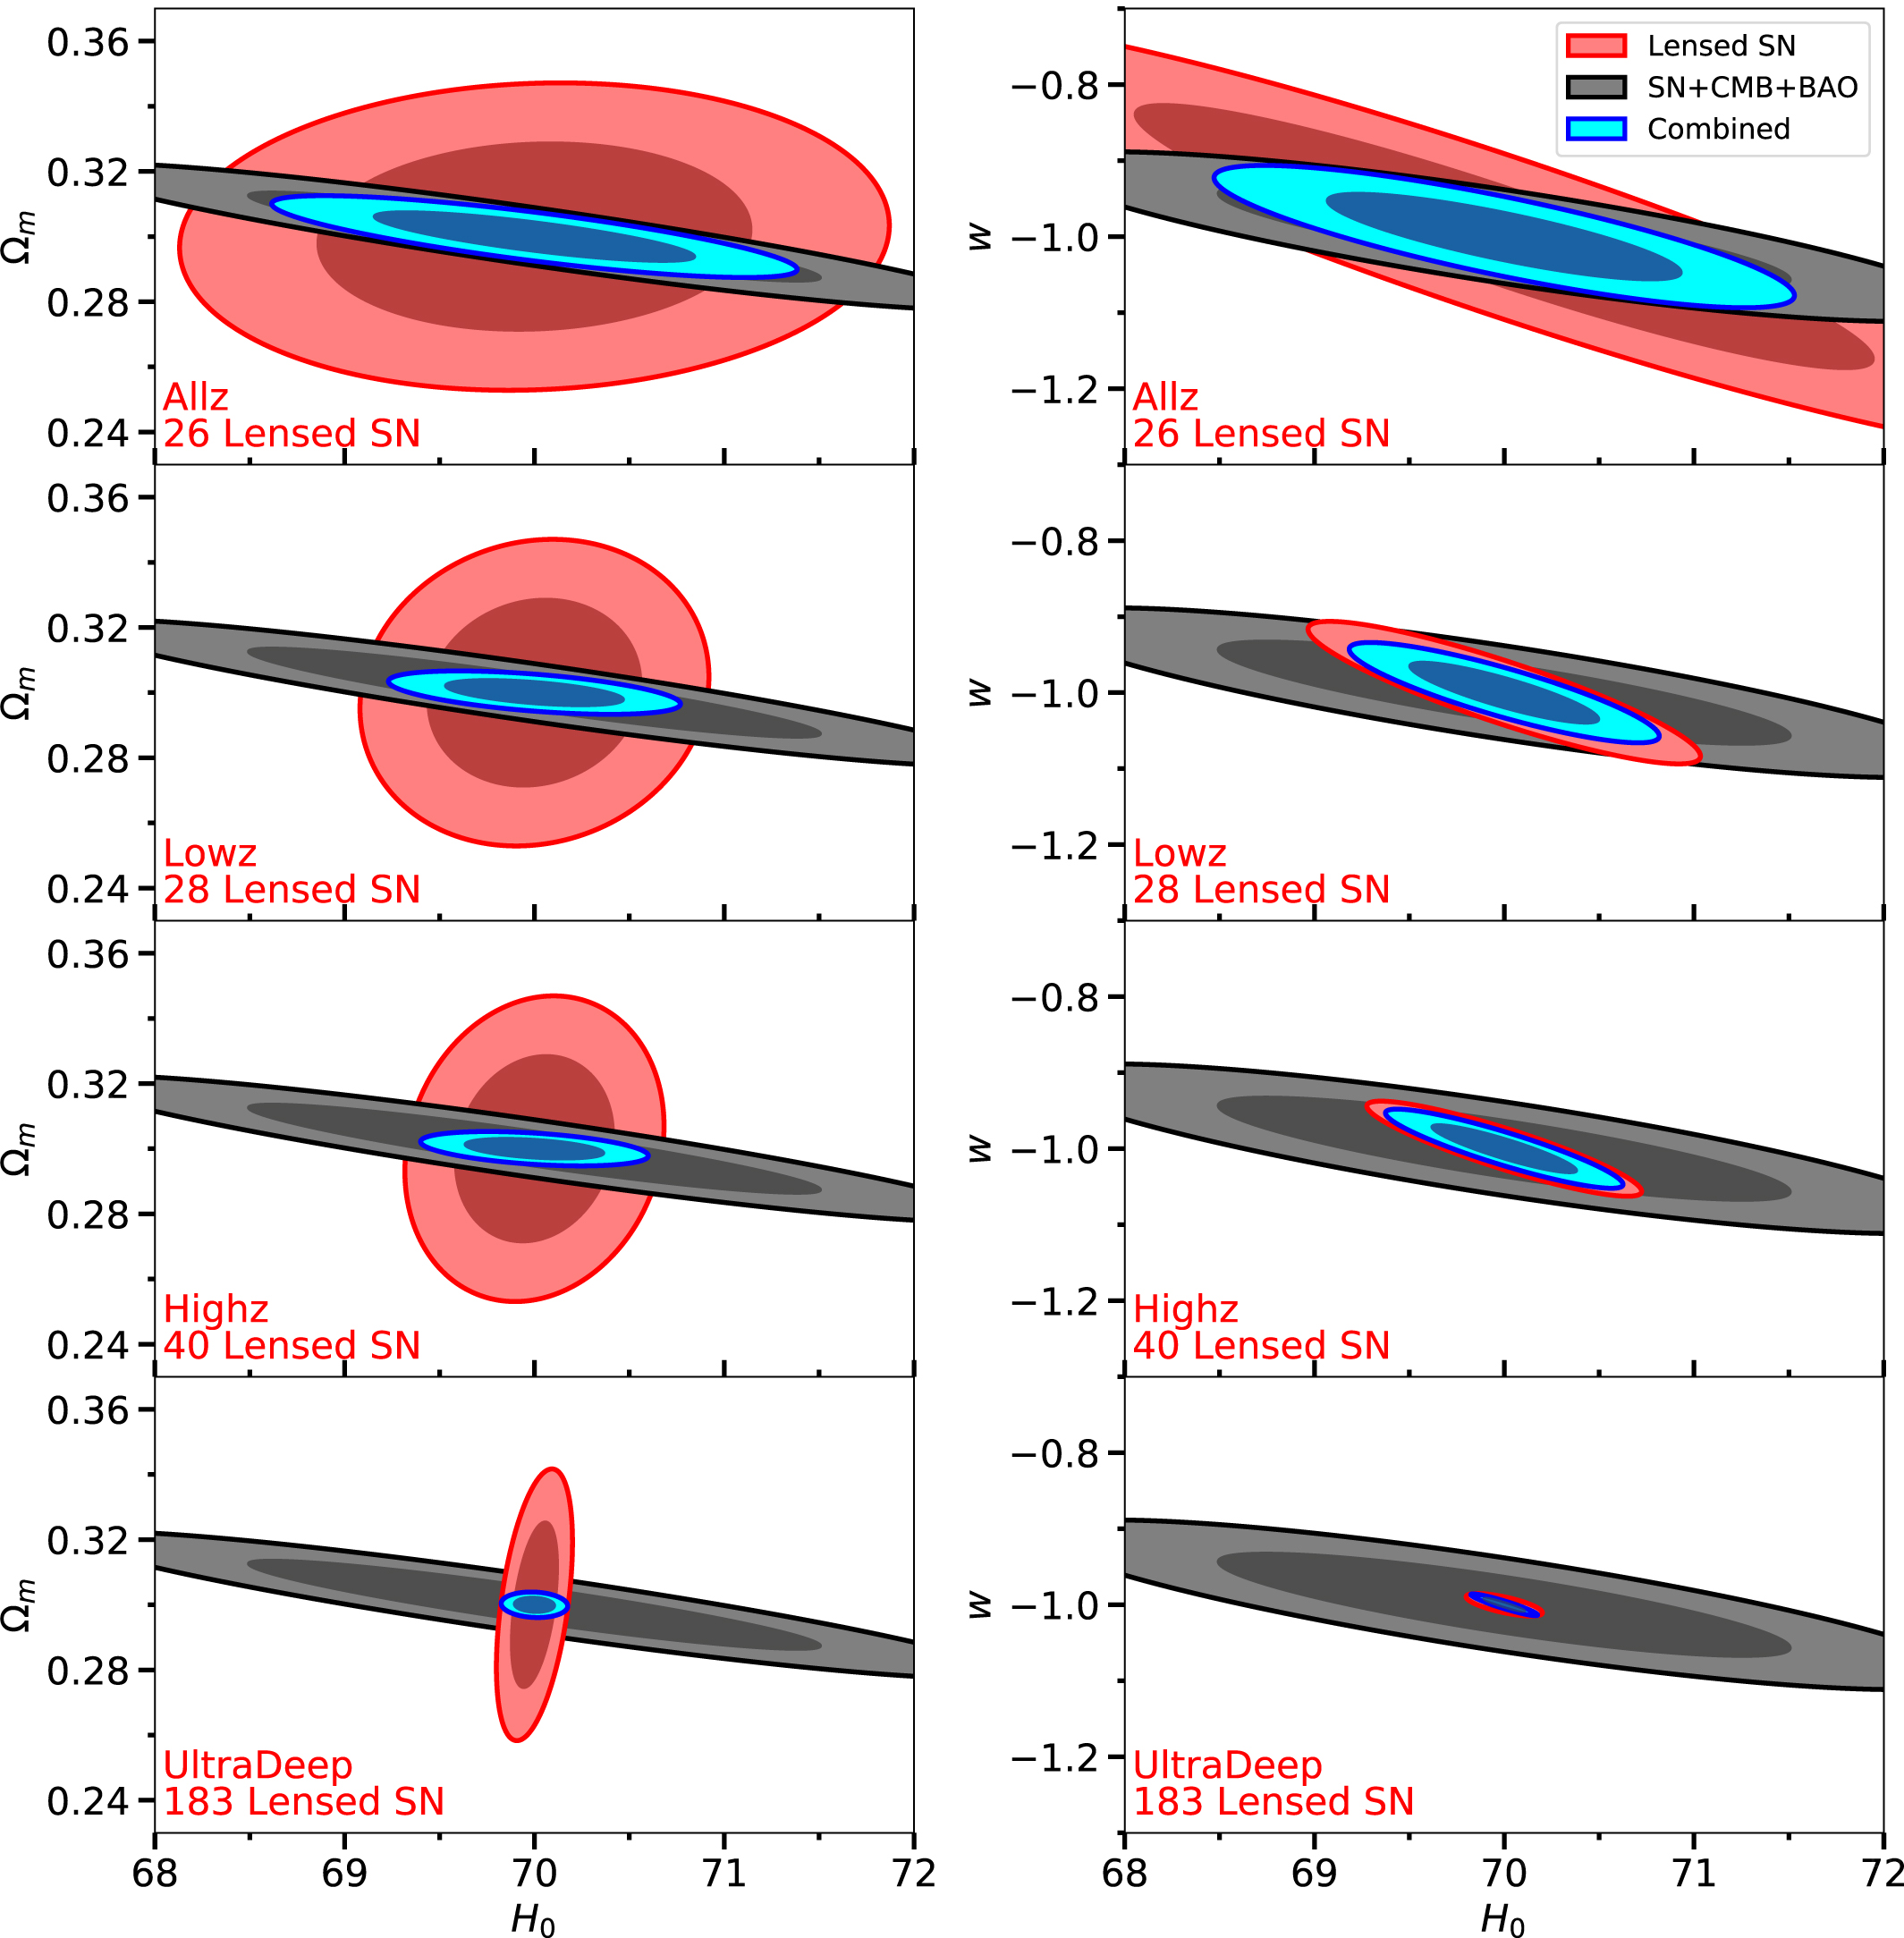 0.36
0.32
0.28
0.24
Ωm
Allz
26 Lensed SN
−0.8
−1.0
−1.2
w
Lensed SN
SN+CMB+BAO
Combined
Allz
26 Lensed SN
0.36
0.32
0.28
0.24
Ωm
Lowz
28 Lensed SN
−0.8
−1.0
−1.2
w
Lowz
28 Lensed SN
0.36
0.32
0.28
0.24
Ωm
Highz
40 Lensed SN
−0.8
−1.0
−1.2
w
Highz
40 Lensed SN
0.36
0.32
0.28
0.24
Ωm
UltraDeep
183 Lensed SN
68 69 70 71 72
H0
−0.8
−1.0
−1.2
w
UltraDeep
183 Lensed SN
68 69 70 71 72
H0